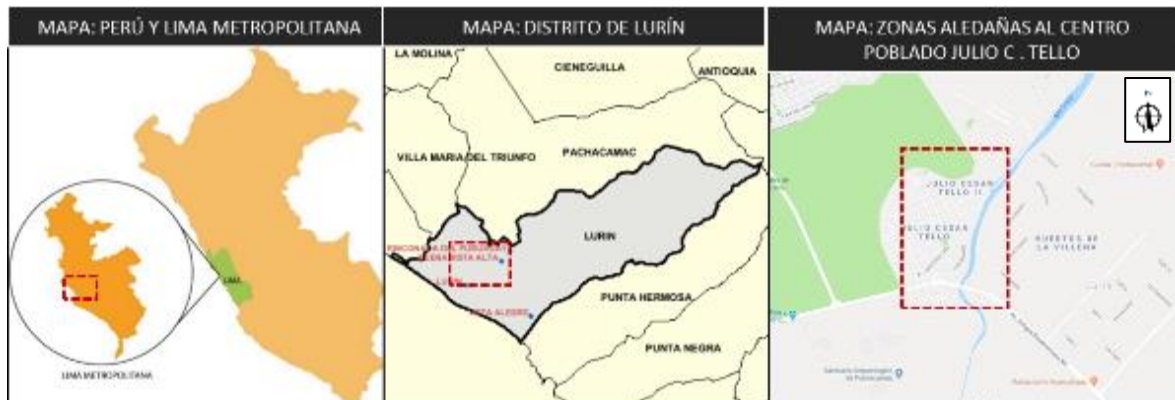 MAPA: PERÚ Y LIMA METROPOLITANA
LIMA
LIMA METROPOLITANA
MAPA: DISTRITO DE LURÍN
LA MOLINA
CIENEGUILLA
ANTIOQUIA
VILLA MARIA DEL TRIUNFO
PACHACAMAC
LURIN
ALTA
LURIN
PUNTA HERMOSA
PUNTA NEGRA
MAPA: ZONAS ALEDAÑAS AL CENTRO
POBLADO JULIO C . TELLO
JULIO CESAR
TELLO II
JULIO CESAR
TELLO
HUERTOS DE
LA VILLENA